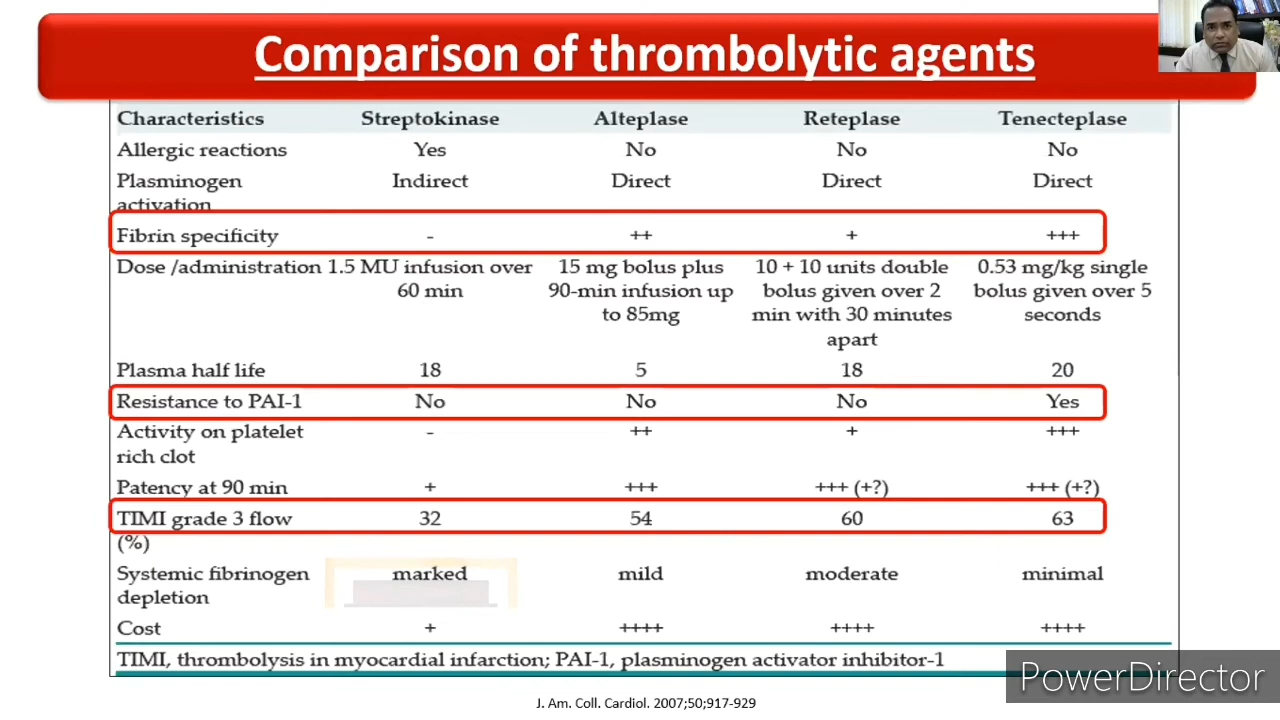 Comparison of thrombolytic agents
Characteristics Streptokinase Alteplase Reteplase Tenecteplase
Allergic reactions Yes No No No
Plasminogen Indirect Direct Direct Direct
activation
Fibrin specificity - ++ + +++
Dose /administration 1.5 MU infusion over 15 mg bolus plus 10 + 10 units double 0.53 mg/kg single
60 min 90-min infusion up bolus given over 2 bolus given over 5
to 85mg min with 30 minutes seconds
apart
Plasma half life 18 5 18 20
Resistance to PAI-1 No No No Yes
Activity on platelet - ++ + +++
rich clot
Patency at 90 min + +++ +++ (+?) +++ (+?)
TIMI grade 3 flow 32 54 60 63
(%)
Systemic fibrinogen marked mild moderate minimal
depletion
Cost + ++++ ++++ ++++
TIMI, thrombolysis in myocardial infarction; PAI-1, plasminogen activator inhibitor-1
PowerDirector
J. Am. Coll. Cardiol. 2007;50;917-929